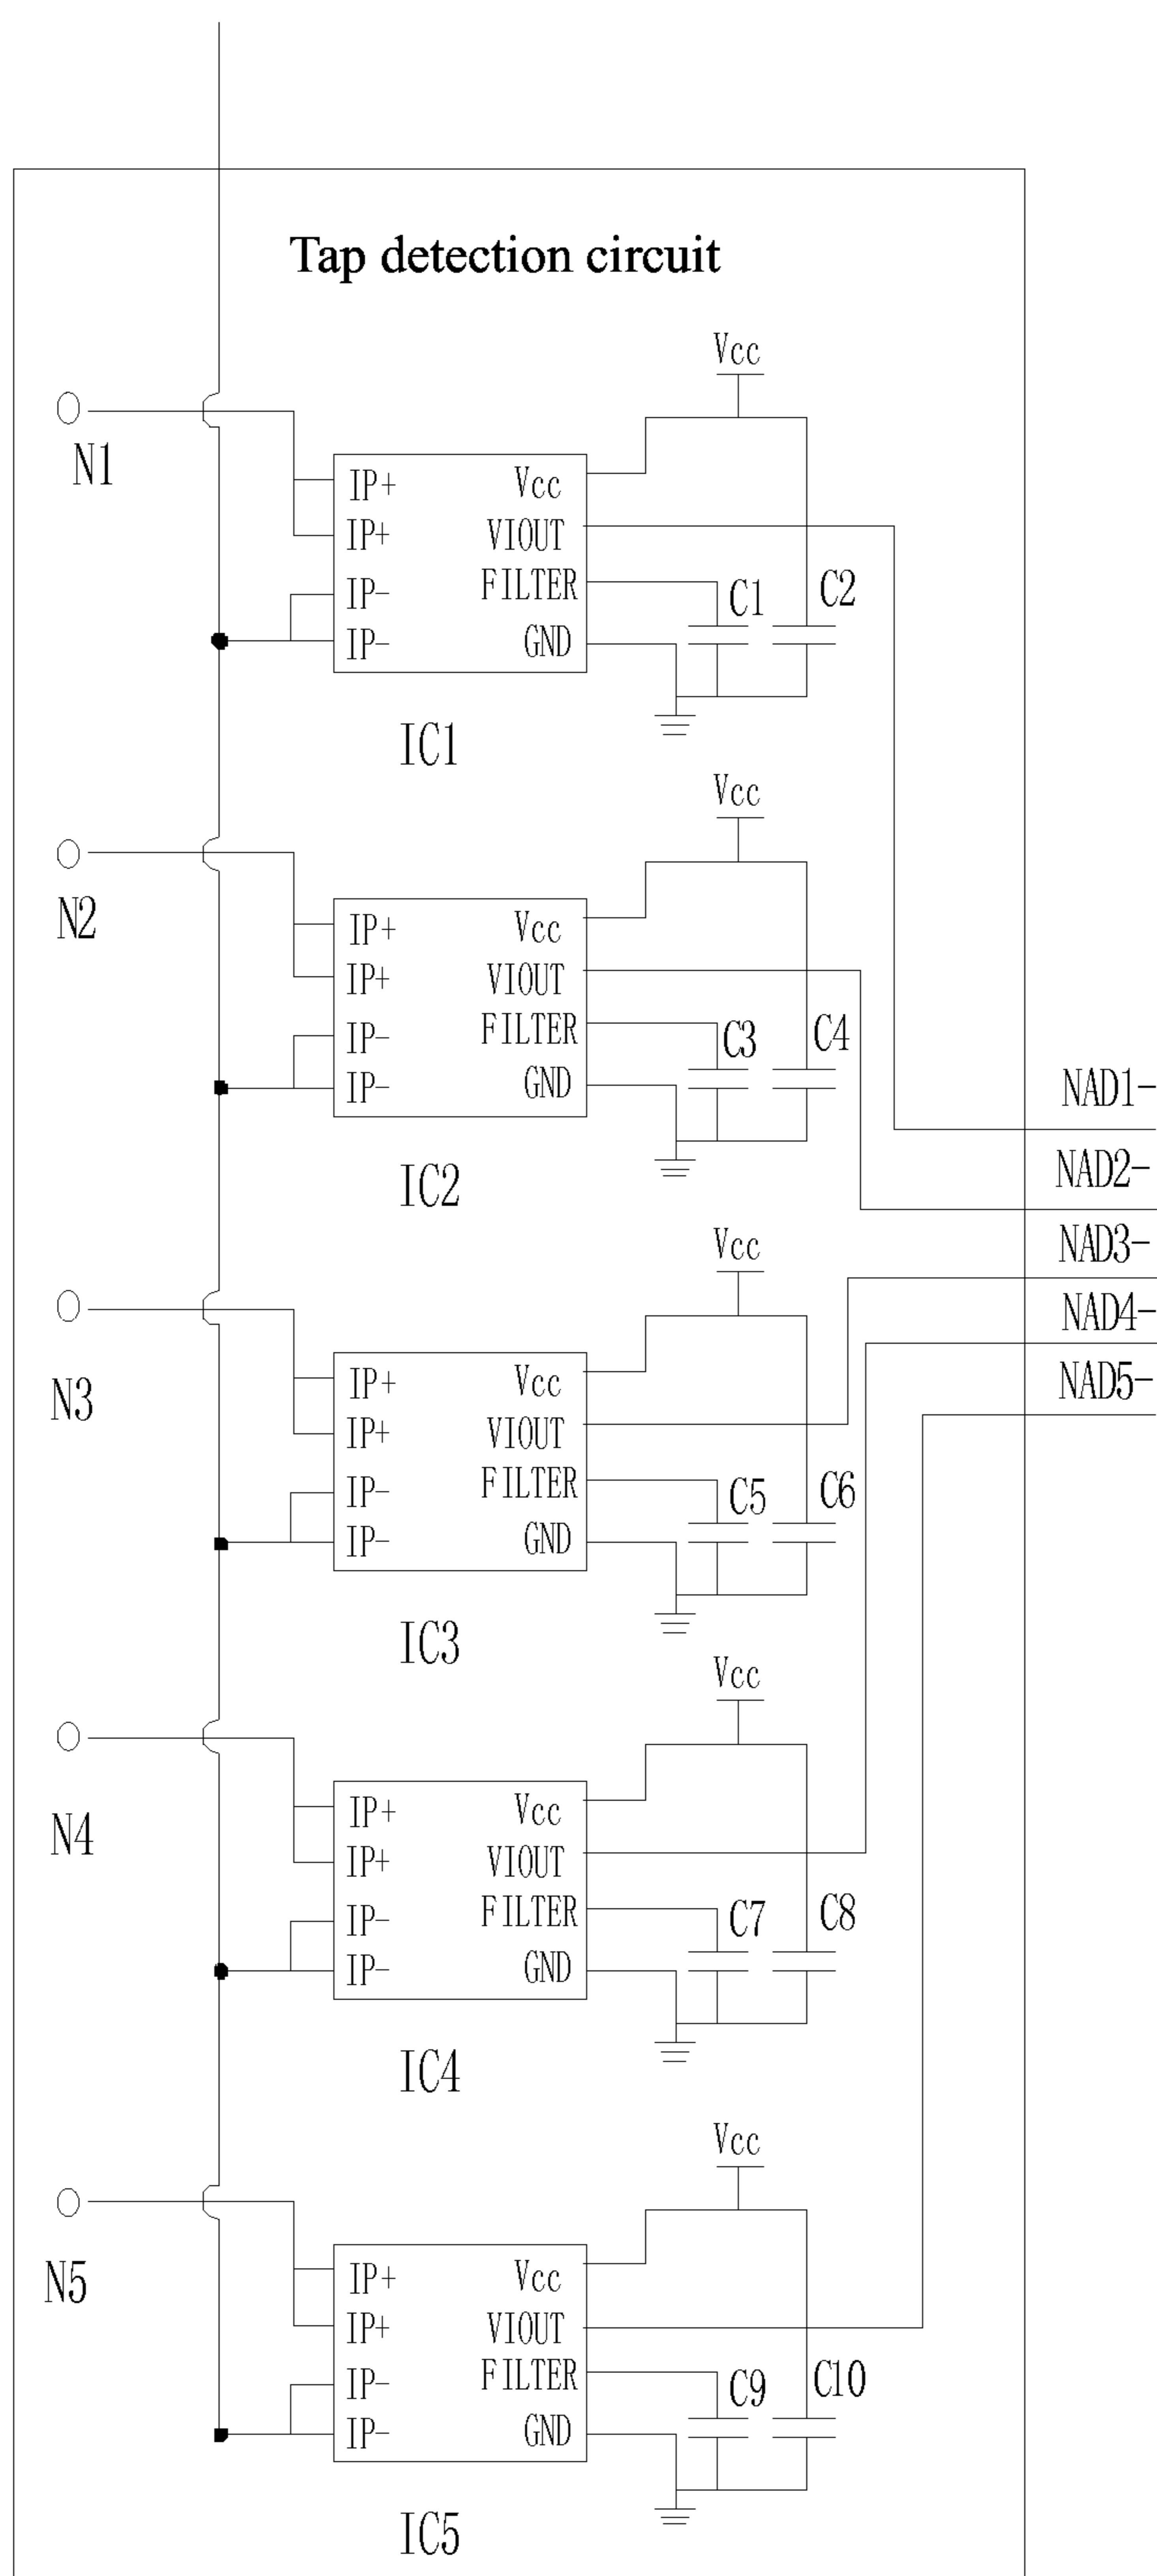 Tap detection circuit
Vcc
N1
IP+ Vcc
IP+ VIOUT
IP- FILTER C1 C2
IP- GND
IC1
Vcc
N2
IP+ Vcc
IP+ VIOUT
IP- FILTER C3 C4
IP- GND
NAD1-
IC2
NAD2-
Vcc
NAD3-
N3
NAD4-
IP+ Vcc
NAD5-
IP+ VIOUT
IP- FILTER C5 C6
IP- GND
IC3
Vcc
N4
IP+ Vcc
IP+ VIOUT
IP- FILTER C7 C8
IP- GND
IC4
Vcc
N5
IP+ Vcc
IP+ VIOUT
IP- FILTER C9 C10
IP- GND
IC5